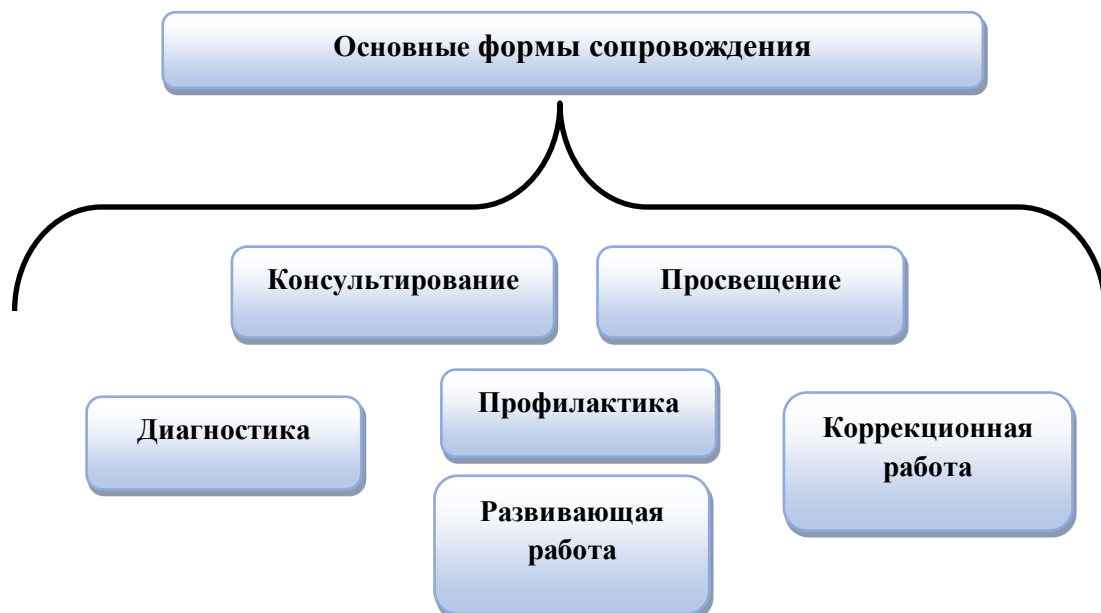 Основные формы сопровождения
Консультирование
Просвещение
Диагностика
Профилактика
Коррекционная
работа
Развивающая
работа